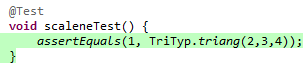 @Test
void scaleneTest() {
assertEquals(1, TriTyp.triang(2,3,4));
}